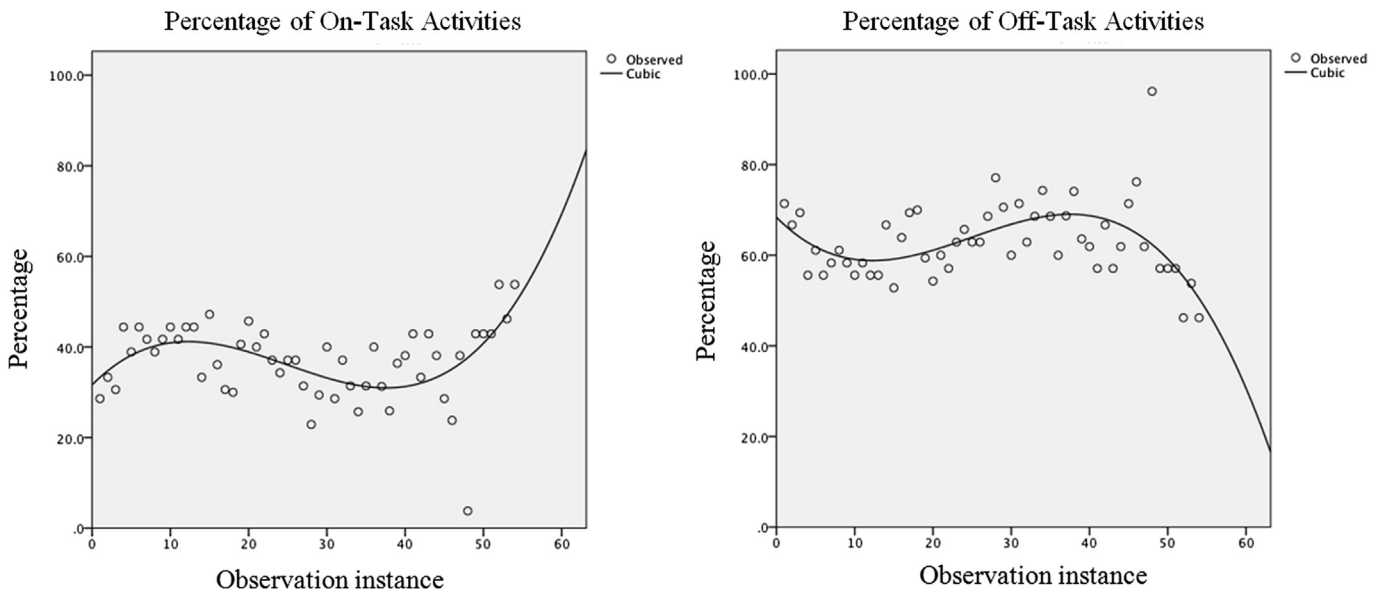 Percentage of On-Task Activities
100.0
80.0
60.0
40.0
20.0
.0
0 10 20 30 40 50 60
Percentage
Observation instance
Observed
Cubic
Percentage of Off-Task Activities
100.0
80.0
60.0
40.0
20.0
.0
0 10 20 30 40 50 60
Percentage
Observation instance
Observed
Cubic